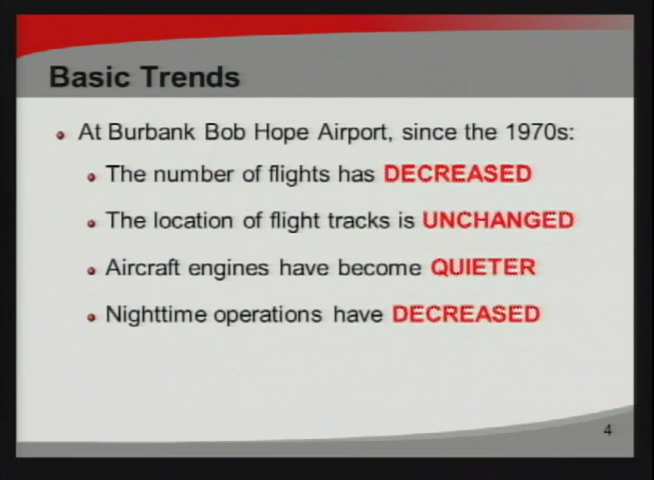 Basic Trends
At Burbank Bob Hope Airport, since the 1970s:
The number of flights has DECREASED
The location of flight tracks is UNCHANGED
Aircraft engines have become QUIETER
Nighttime operations have DECREASED
4